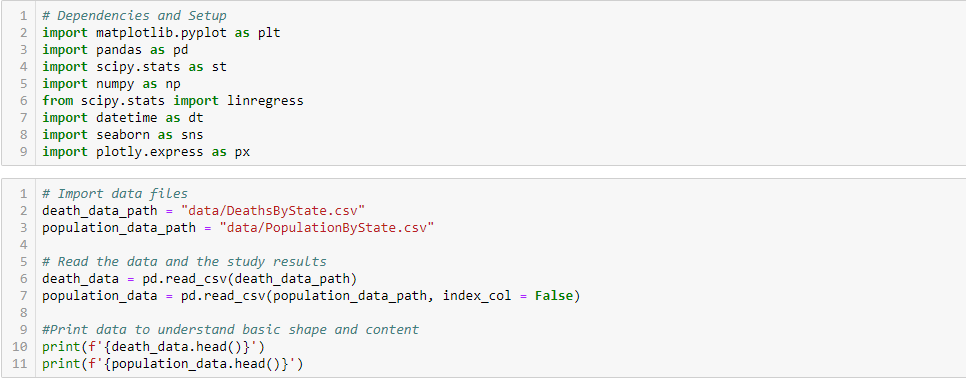 1 # Dependencies and Setup
2 import matplotlib.pyplot as plt
3 import pandas as pd
4 import scipy.stats as st
5 import numpy as np
6 from scipy.stats import linregress
7 import datetime as dt
8 import seaborn as sns
9 import plotly.express as px
1 # Import data files
2 death_data_path = "data/DeathsByState.csv"
3 population_data_path = "data/PopulationByState.csv"
4
5 # Read the data and the study results
6 death_data = pd.read_csv(death_data_path)
7 population_data = pd.read_csv(population_data_path, index_col = False)
8
9 #Print data to understand basic shape and content
10 print(f'{death_data.head()}')
11 print(f'{population_data.head()}')